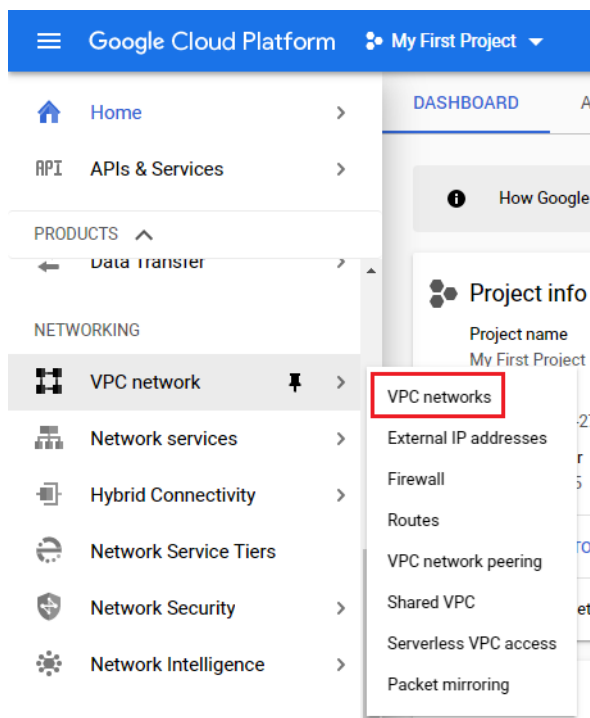 Google Cloud Platform My First Project
Home
DASHBOARD A
API APIs & Services
PRODUCTS
How Google
Data Transfer
Project info
NETWORKING
Project name
My First Project
VPC network
VPC networks
Network services
External IP addresses
Firewall
Hybrid Connectivity
Routes
Network Service Tiers
VPC network peering
Network Security
Shared VPC
Serverless VPC access
Network Intelligence
Packet mirroring